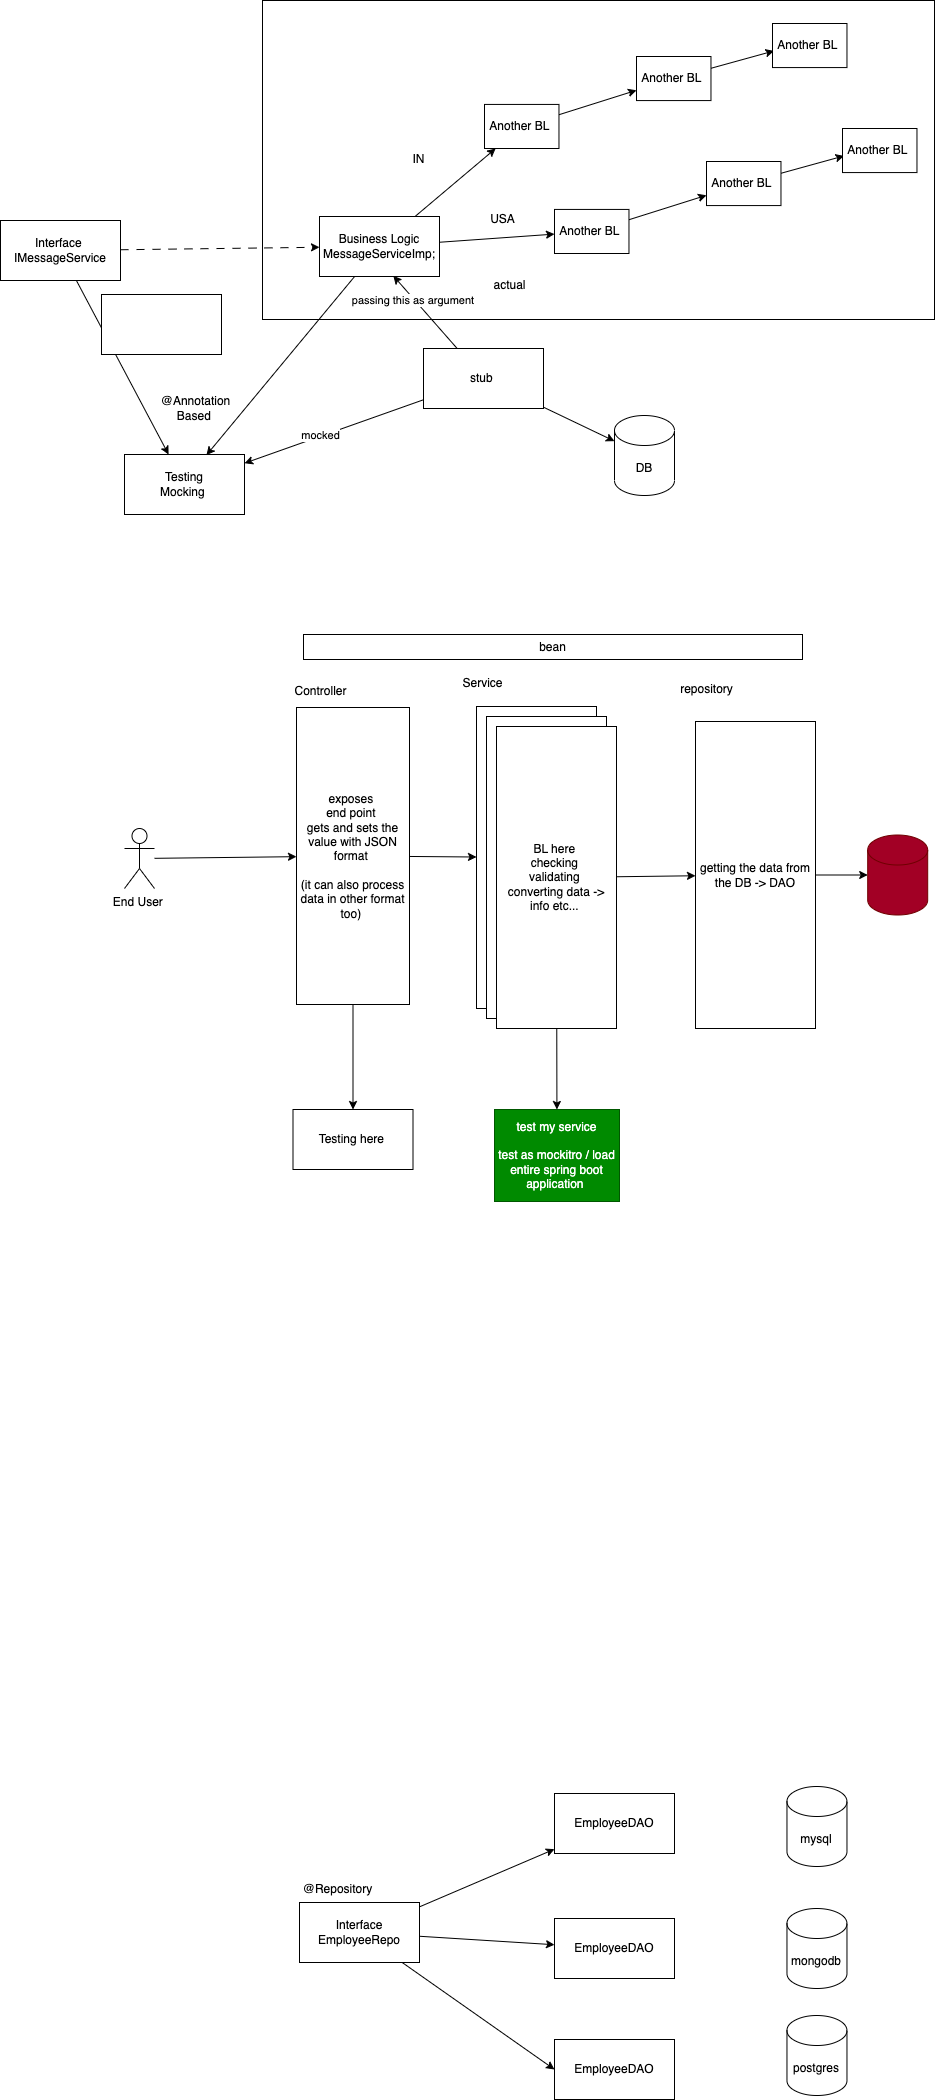 Another BL
Another BL
Another BL
IN
Another BL
Another BL
USA
Another BL
Interface
IMessageService
Business Logic
MessageServiceImp;
actual
passing this as argument
stub
@Annotation
Based
mocked
DB
Testing
Mocking
bean
Controller
Service
repository
exposes
end point
gets and sets the
value with JSON
format
(it can also process
data in other format
too)
BL here
checking
validating
converting data ->
info etc...
getting the data from
the DB -> DAO
End User
Testing here
test my service
test as mockitro / load
entire spring boot
application
EmployeeDAO
mysql
@Repository
Interface
EmployeeRepo
EmployeeDAO
mongodb
EmployeeDAO
postgres